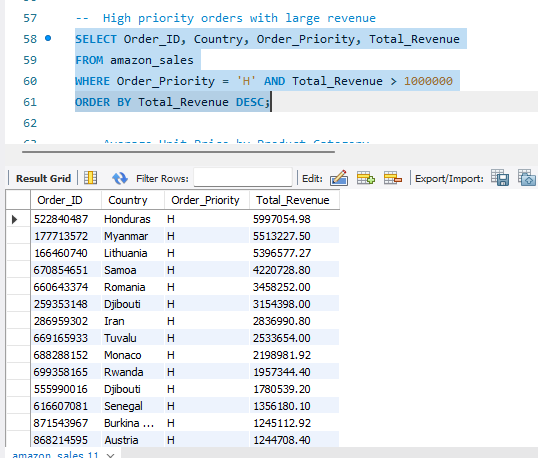 57 -- High priority orders with large revenue
58 SELECT Order_ID, Country, Order_Priority, Total_Revenue
59 FROM amazon_sales
60 WHERE Order_Priority = 'H' AND Total_Revenue > 1000000
61 ORDER BY Total_Revenue DESC;
62
Result Grid Filter Rows: Edit: Export/Import:
Order_ID Country Order_Priority Total_Revenue
522840487 Honduras H 5997054.98
177713572 Myanmar H 5513227.50
166460740 Lithuania H 5396577.27
670854651 Samoa H 4220728.80
660643374 Romania H 3458252.00
259353148 Djibouti H 3154398.00
286959302 Iran H 2836990.80
669165933 Tuvalu H 2533654.00
688288152 Monaco H 2198981.92
699358165 Rwanda H 1957344.40
555990016 Djibouti H 1780539.20
616607081 Senegal H 1356180.10
871543967 Burkina ... H 1245112.92
868214595 Austria H 1244708.40
amazon_sales 11